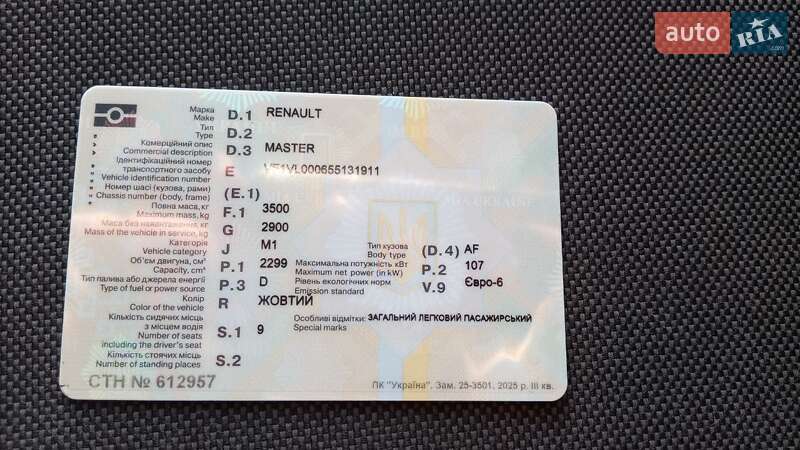 auto RIA.com
Марка
Make D.1 RENAULT
Тип
Type D.2
Комерційний опис
Commercial description D.3 MASTER
Ідентифікаційний номер
транспортного засобу
Vehicle identification number E VF1VL000655131911
Номер шасі (кузова, рами)
Chassis number (body, frame) (E.1)
Повна маса, кг
Maximum mass, kg F.1 3500
Маса без навантаження, кг
Mass of the vehicle in service, kg G 2900
Категорія
Vehicle category J M1 Тип кузова
Body type (D.4) AF
Об'єм двигуна, см³
Capacity, cm³ P.1 2299 Максимальна потужність кВт
Maximum net power (in kW) P.2 107
Тип палива або джерела енергії
Type of fuel or power source P.3 D Рівень екологічних норм
Emission standard V.9 Євро-6
Колір
Color of the vehicle R ЖОВТИЙ
Кількість сидячих місць
з місцем водія
Number of seats
including the driver's seat S.1 9 Особливі відмітки: ЗАГАЛЬНИЙ ЛЕГКОВИЙ ПАСАЖИРСЬКИЙ
Special marks
Кількість стоячих місць
Number of standing places S.2
СТН № 612957
ПК "Україна". Зам. 25-3501, 2025 р. III кв.